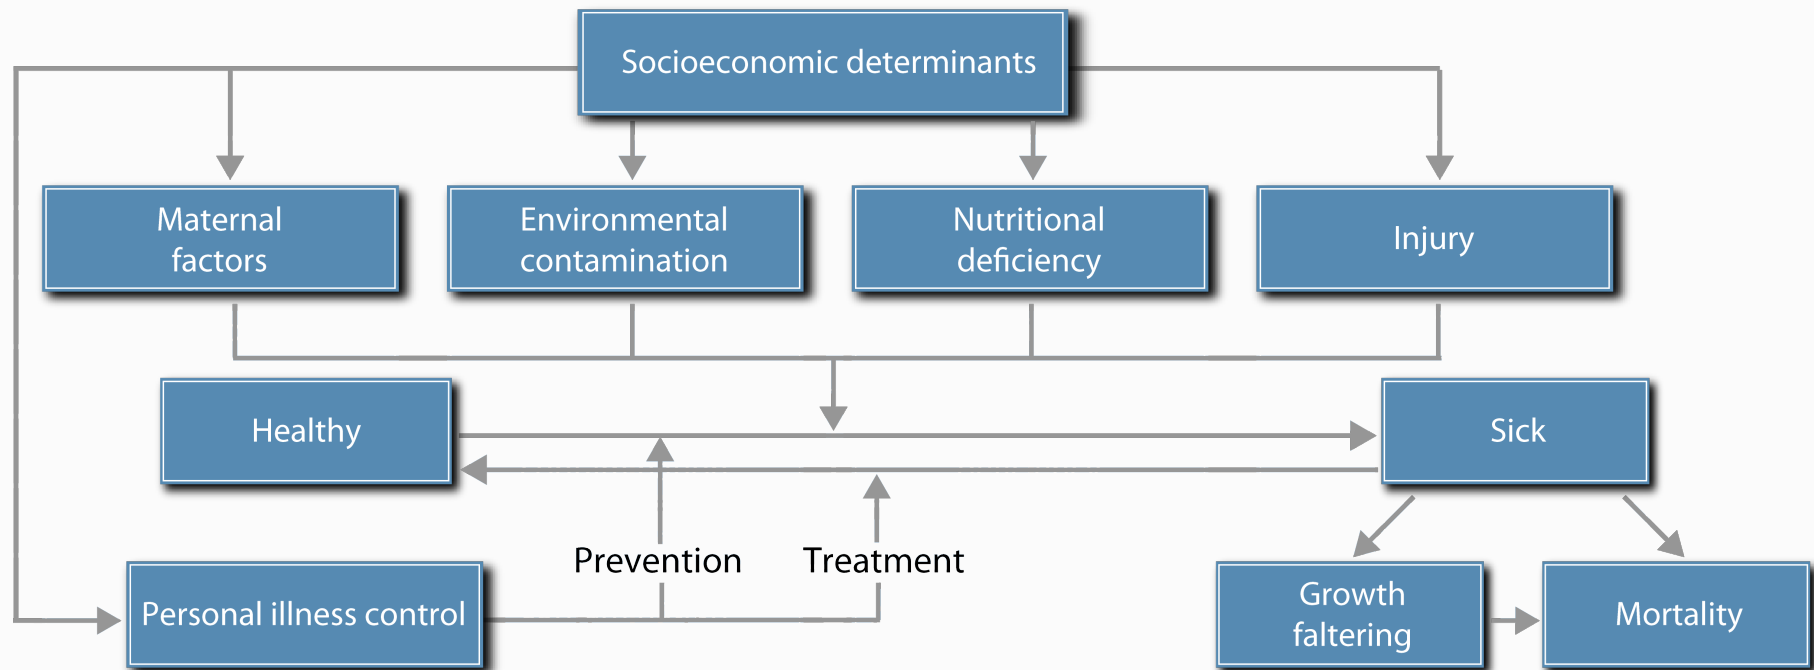 Socioeconomic determinants
Maternal
factors
Environmental
contamination
Nutritional
deficiency
Injury
Healthy
Sick
Prevention
Treatment
Personal illness control
Growth
faltering
Mortality